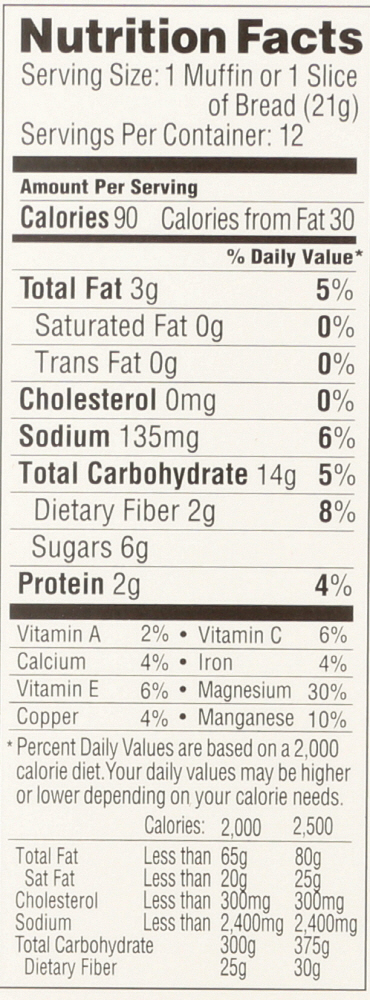 Nutrition Facts
Serving Size: 1 Muffin or 1 Slice
of Bread (21g)
Servings Per Container: 12
Amount Per Serving
Calories 90 Calories from Fat 30
% Daily Value*
Total Fat 3g 5%
Saturated Fat 0g 0%
Trans Fat 0g 0%
Cholesterol 0mg 0%
Sodium 135mg 6%
Total Carbohydrate 14g 5%
Dietary Fiber 2g 8%
Sugars 6g
Protein 2g 4%
Vitamin A 2% • Vitamin C 6%
Calcium 4% • Iron 4%
Vitamin E 6% • Magnesium 30%
Copper 4% • Manganese 10%
* Percent Daily Values are based on a 2,000
calorie diet. Your daily values may be higher
or lower depending on your calorie needs.
Calories: 2,000 2,500
Total Fat Less than 65g 80g
Sat Fat Less than 20g 25g
Cholesterol Less than 300mg 300mg
Sodium Less than 2,400mg 2,400mg
Total Carbohydrate 300g 375g
Dietary Fiber 25g 30g